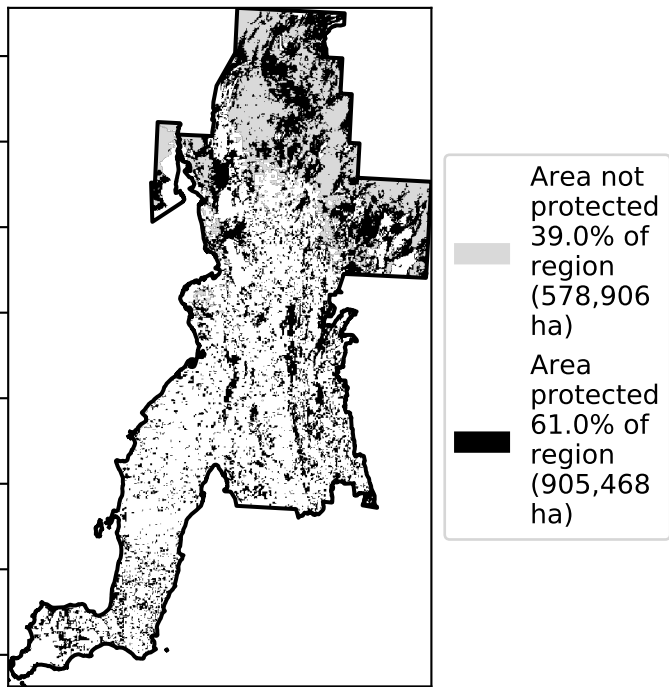 Area not
protected
39.0% of
region
(578,906
ha)
Area
protected
61.0% of
region
(905,468
ha)